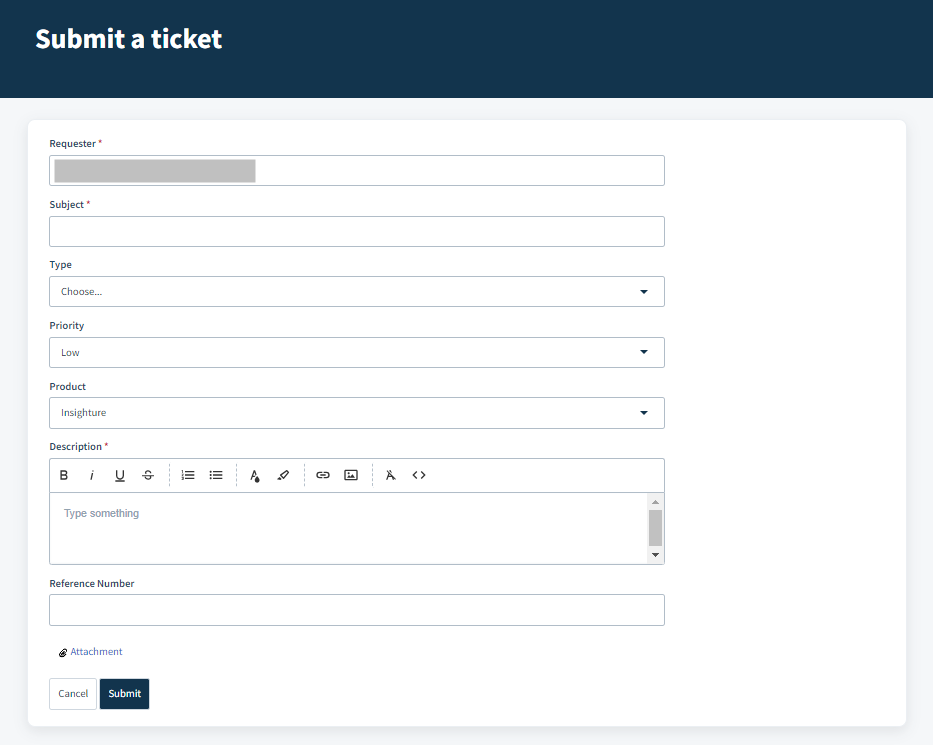 Submit a ticket
Requester *
Subject *
Type
Choose...
Priority
Low
Product
Insighture
Description *
B i U S
Type something
Reference Number
Attachment
Cancel Submit